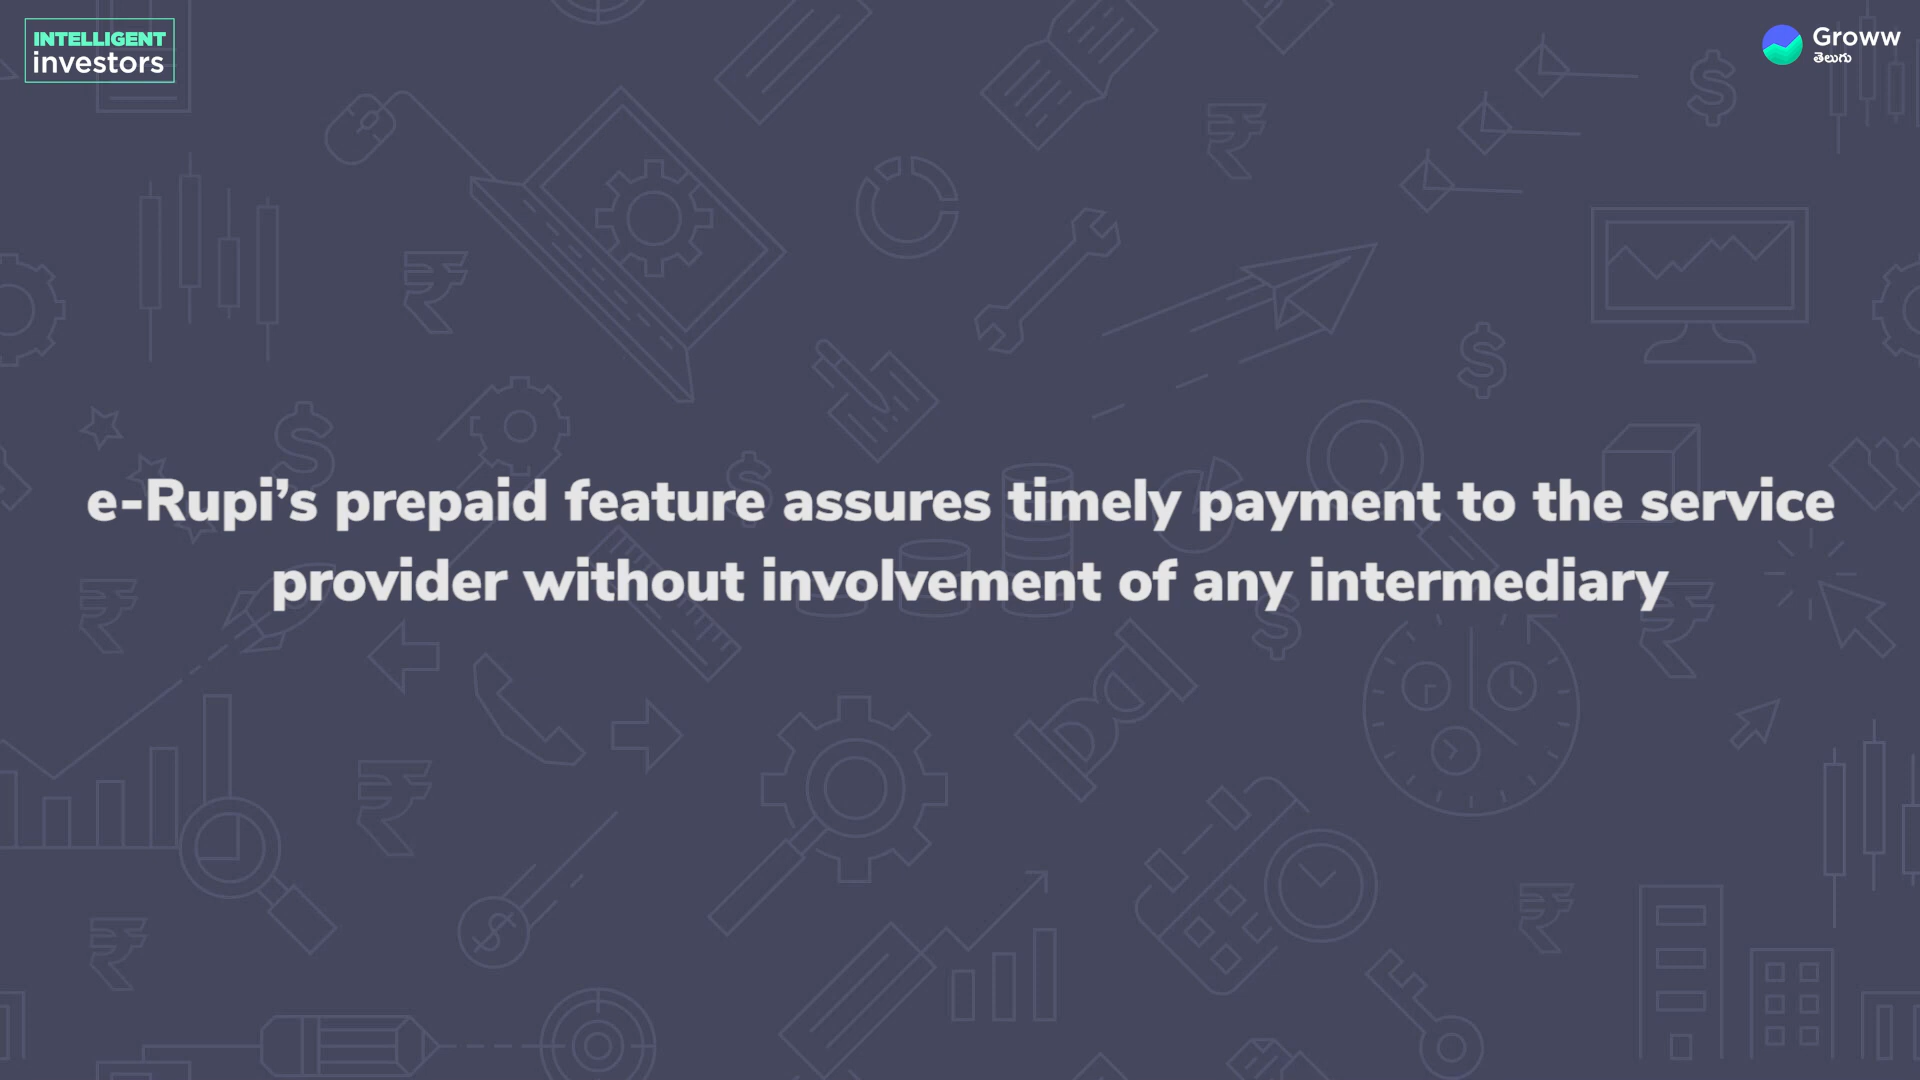 INTELLIGENT
investors
Groww
తెలుగు
e-Rupi’s prepaid feature assures timely payment to the service
provider without involvement of any intermediary